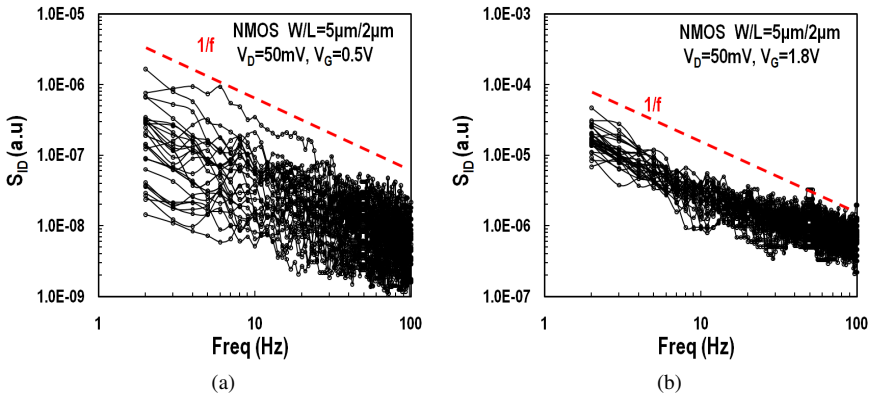 1.0E-05
1.0E-06
1.0E-07
1.0E-08
1.0E-09
S_ID (a.u)
NMOS W/L=5µm/2µm
V_D=50mV, V_G=0.5V
1/f
1
10
100
Freq (Hz)
(a)
1.0E-03
1.0E-04
1.0E-05
1.0E-06
1.0E-07
S_ID (a.u)
NMOS W/L=5µm/2µm
V_D=50mV, V_G=1.8V
1/f
1
10
100
Freq (Hz)
(b)